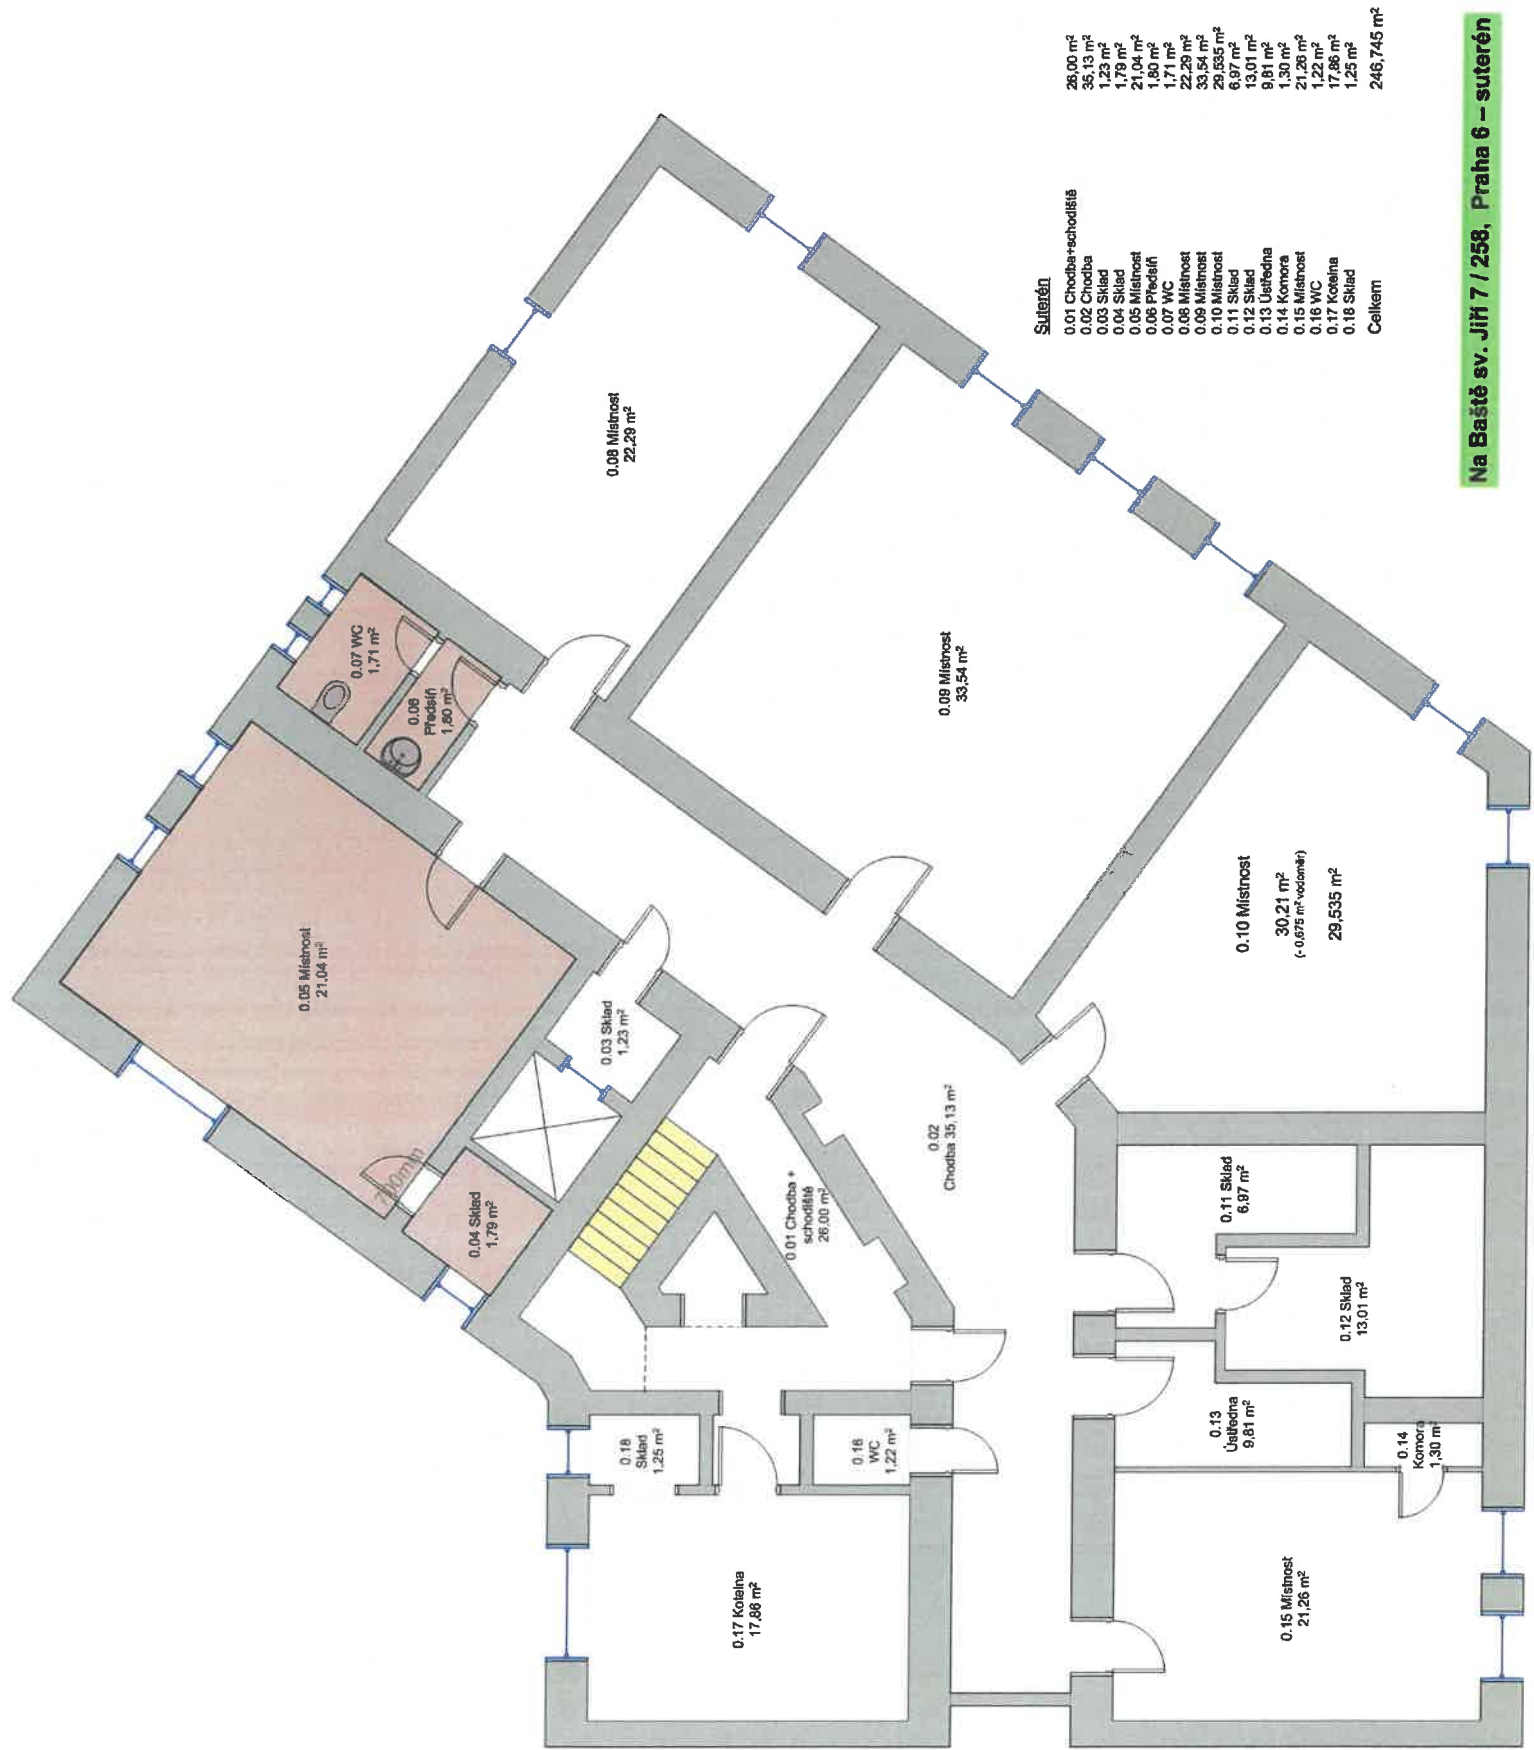 Suterén
0.01 Chodba+schodiště 26,00 m²
0.02 Chodba 35,13 m²
0.03 Sklad 1,23 m²
0.04 Sklad 1,79 m²
0.05 Místnost 21,04 m²
0.06 Předsíň 1,80 m²
0.07 WC 1,71 m²
0.08 Místnost 22,29 m²
0.09 Místnost 33,54 m²
0.10 Místnost 29,535 m²
0.11 Sklad 6,97 m²
0.12 Sklad 13,01 m²
0.13 Ústředna 9,81 m²
0.14 Komora 1,30 m²
0.15 Místnost 21,26 m²
0.16 WC 1,22 m²
0.17 Kotelna 17,86 m²
0.18 Sklad 1,25 m²
Celkem 246,745 m²
Na Baště sv. Jiří 7 / 258, Praha 6 – suterén
0.05 Místnost
21,04 m²
0.07 WC
1,71 m²
0.06
Předsíň
1,80 m²
0.08 Místnost
22,29 m²
0.04 Sklad
1,79 m²
700mm
0.03 Sklad
1,23 m²
0.09 Místnost
33,54 m²
0.01 Chodba +
schodiště
26,00 m²
0.02
Chodba 35,13 m²
0.10 Místnost
30,21 m²
(- 0,675 m² vodoměr)
29,535 m²
0.18
Sklad
1,25 m²
0.16
WC
1,22 m²
0.17 Kotelna
17,86 m²
0.11 Sklad
6,97 m²
0.12 Sklad
13,01 m²
0.13
Ústředna
9,81 m²
0.14
Komora
1,30 m²
0.15 Místnost
21,26 m²